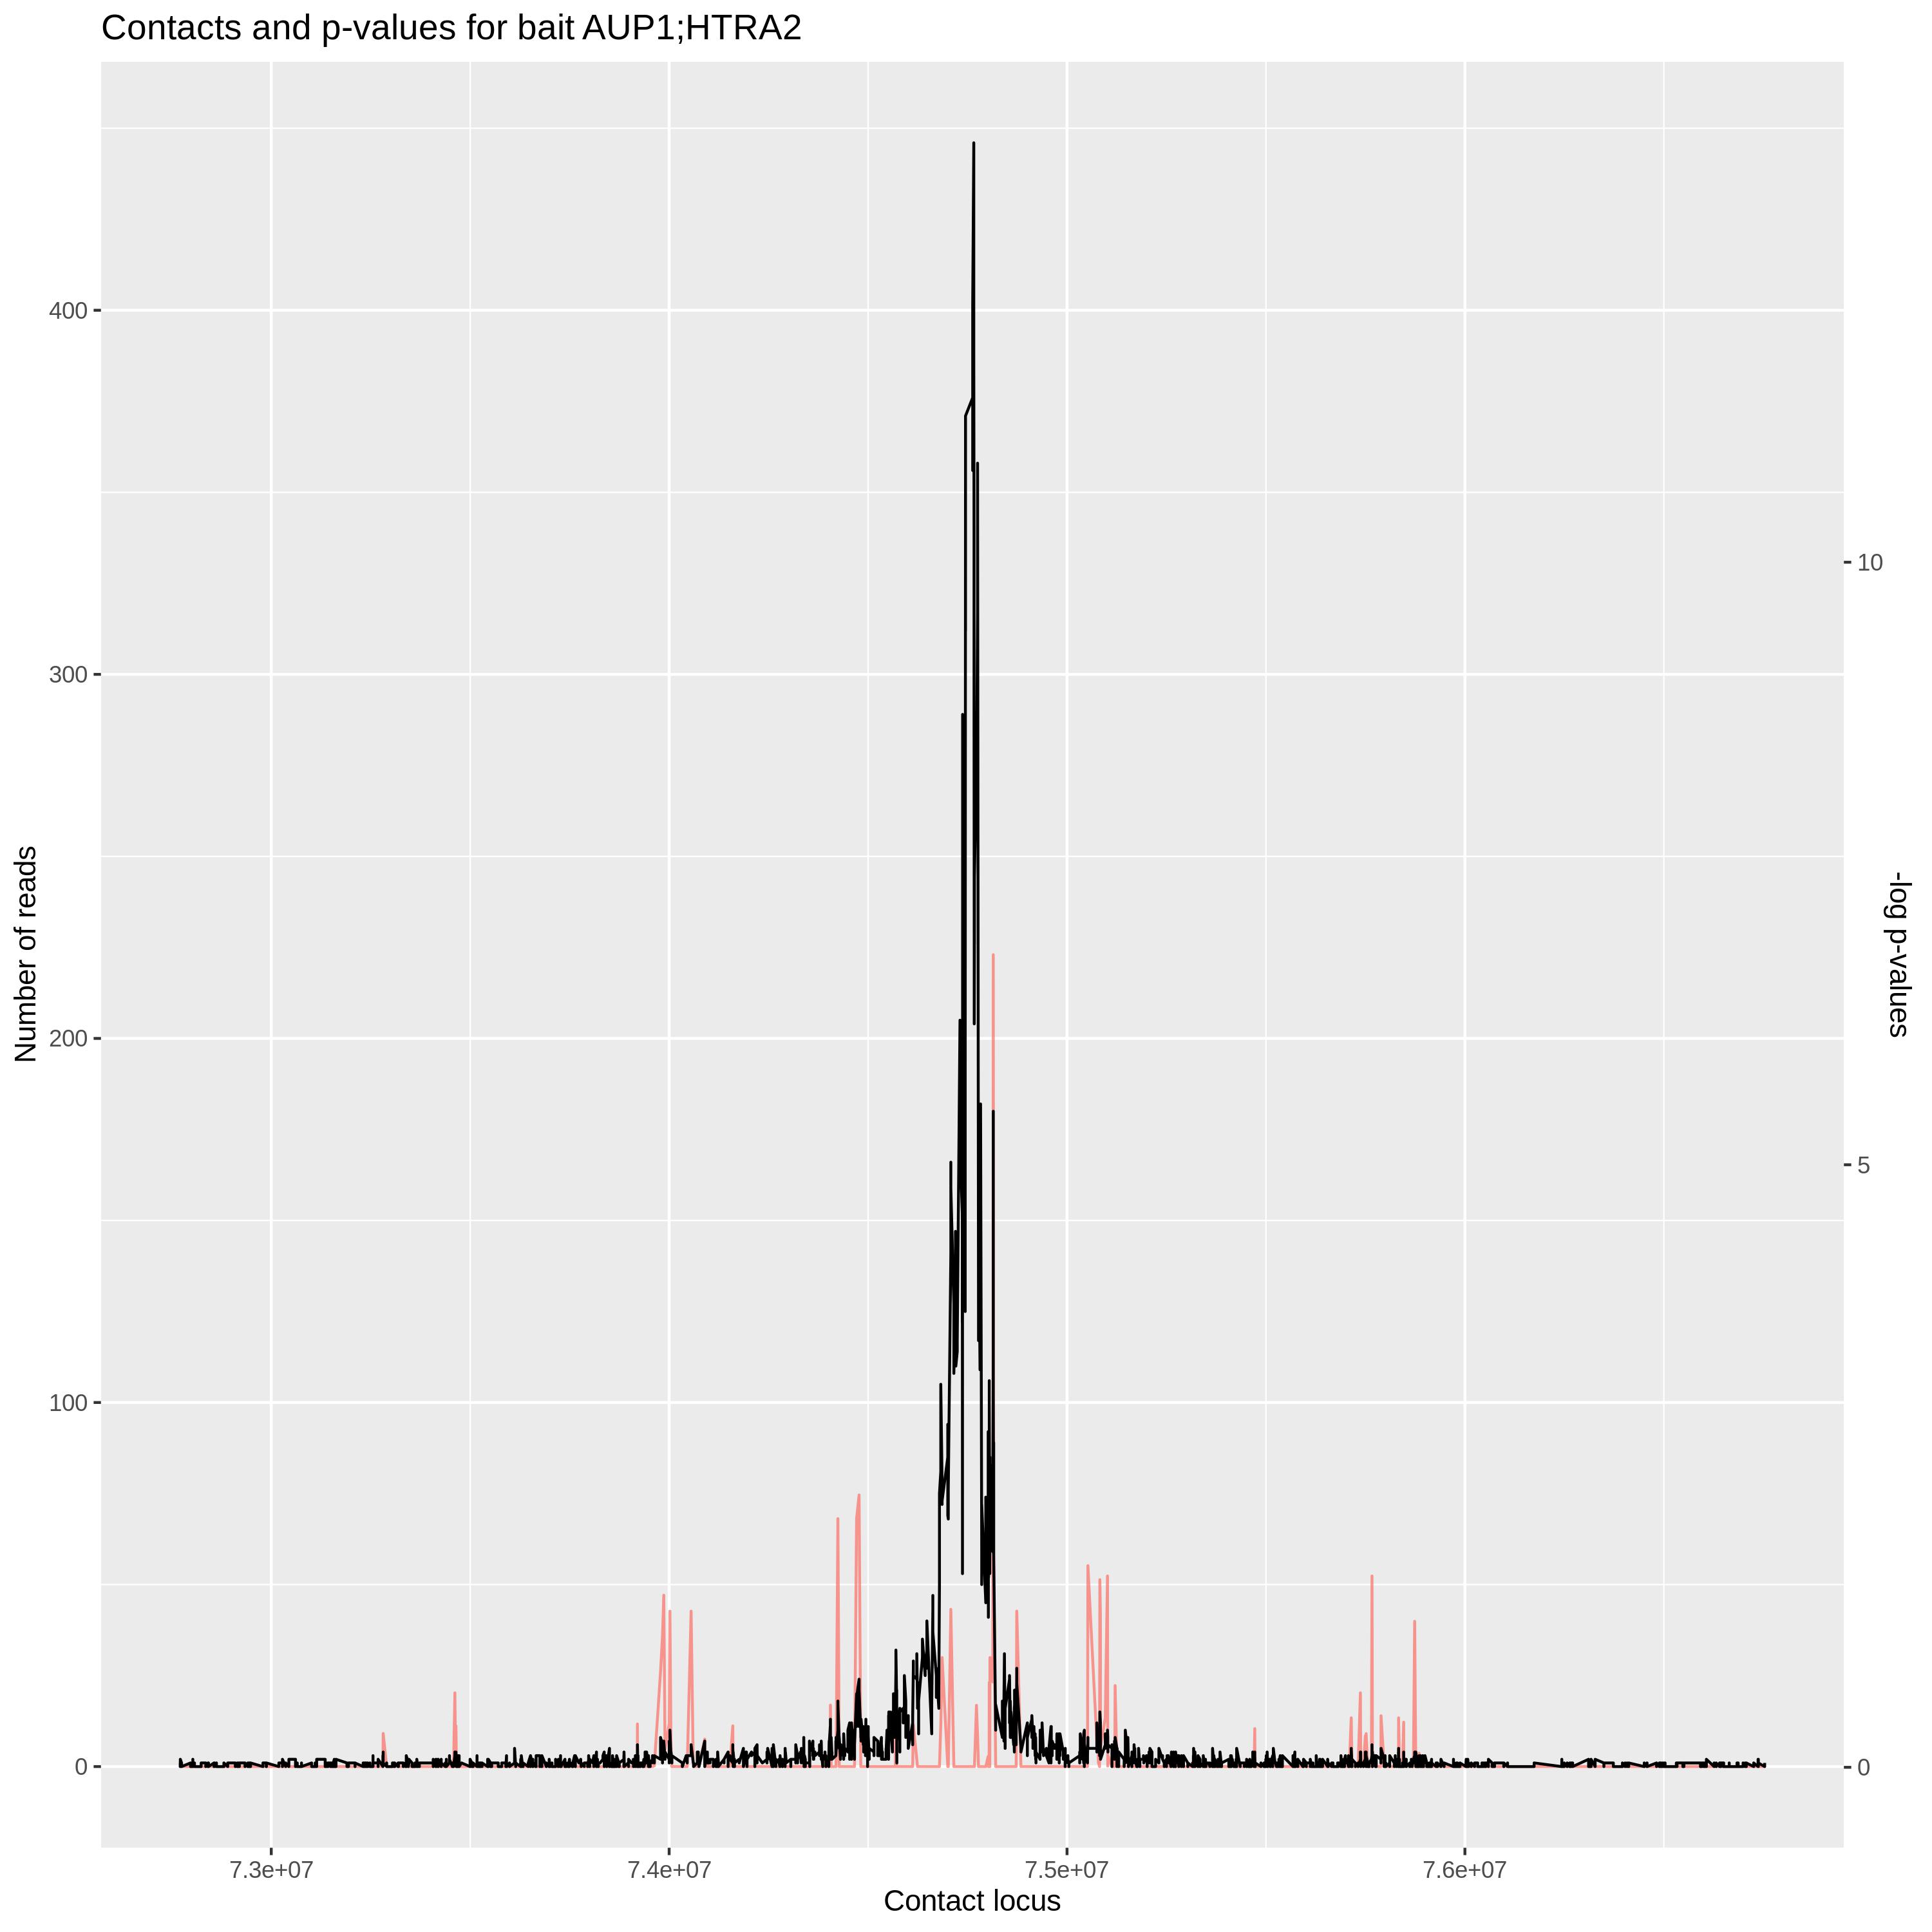 Contacts and p-values for bait AUP1;HTRA2
400
300
200
100
0
Number of reads
10
5
0
-log p-values
7.3e+07
7.4e+07
7.5e+07
7.6e+07
Contact locus